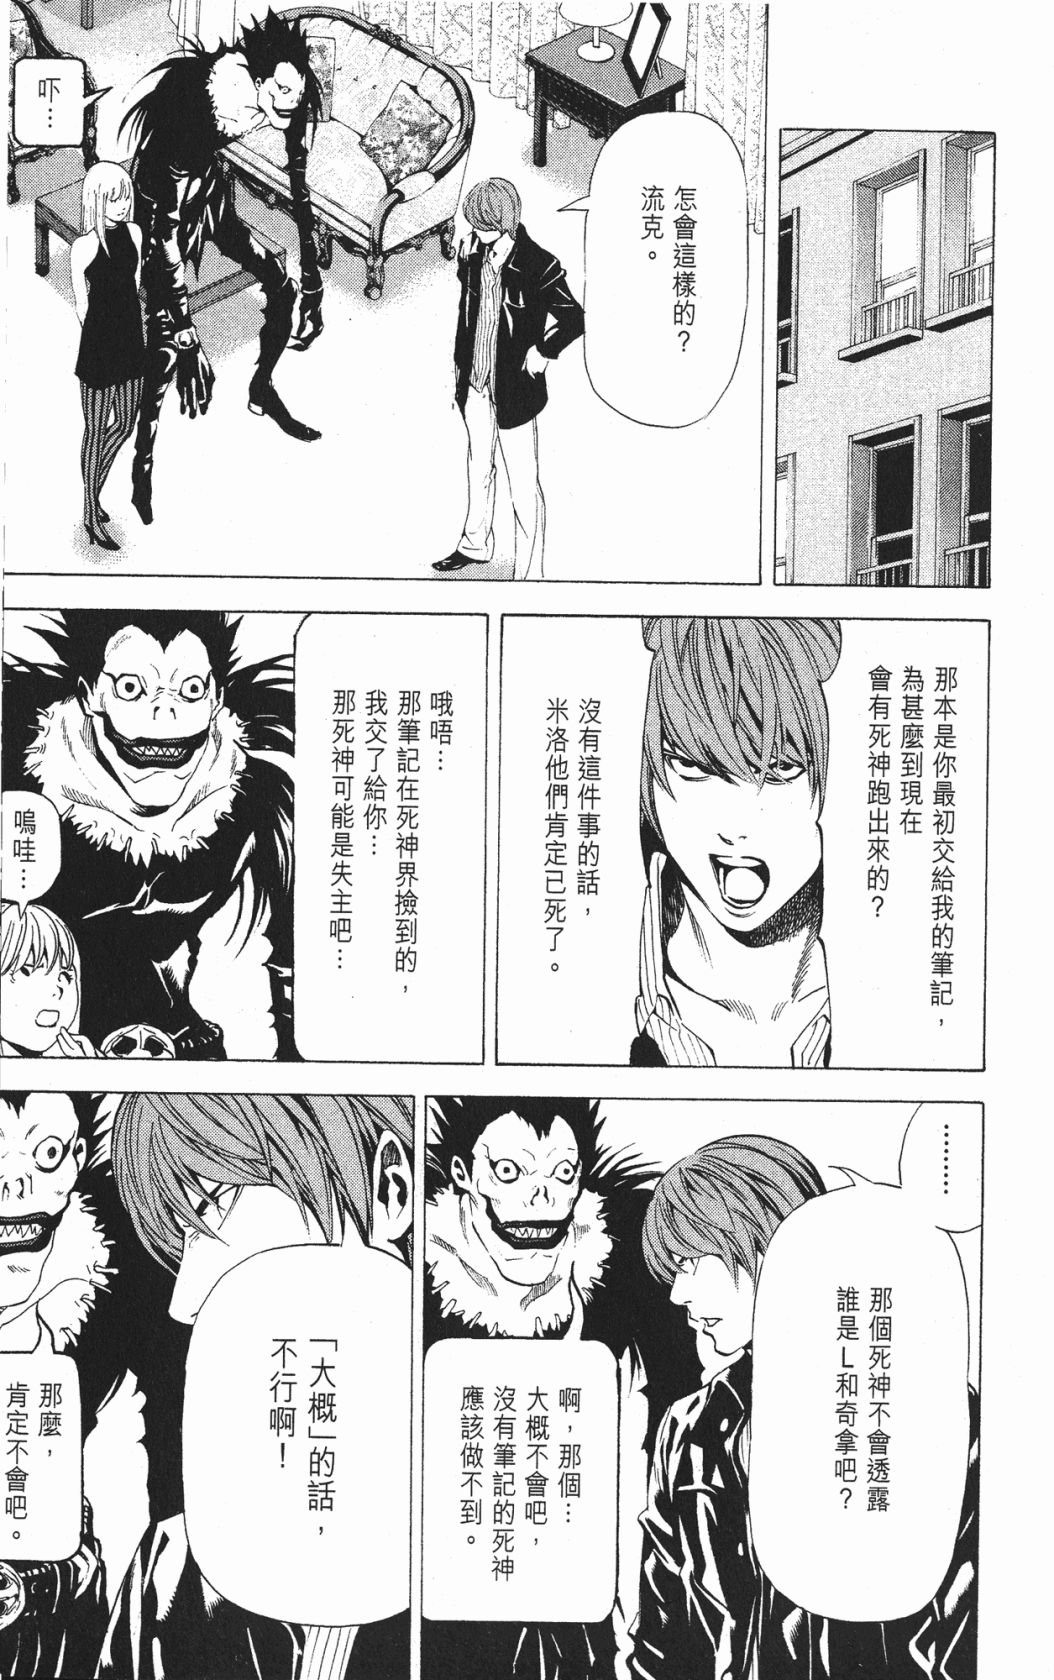 怎會這樣的？
流克。
吓…
那本是你最初交給我的筆記，
為甚麼到現在
會有死神跑出來的？
沒有這件事的話，
米洛他們肯定已死了。
哦唔…
那筆記在死神界撿到的，
我交了給你…
那死神可能是失主吧…
嗚哇…
………
那個死神不會透露
誰是L和奇拿吧？
啊，那個…
大概不會吧，
沒有筆記的死神
應該做不到。
「大概」的話，
不行啊！
那麼，
肯定不會吧。